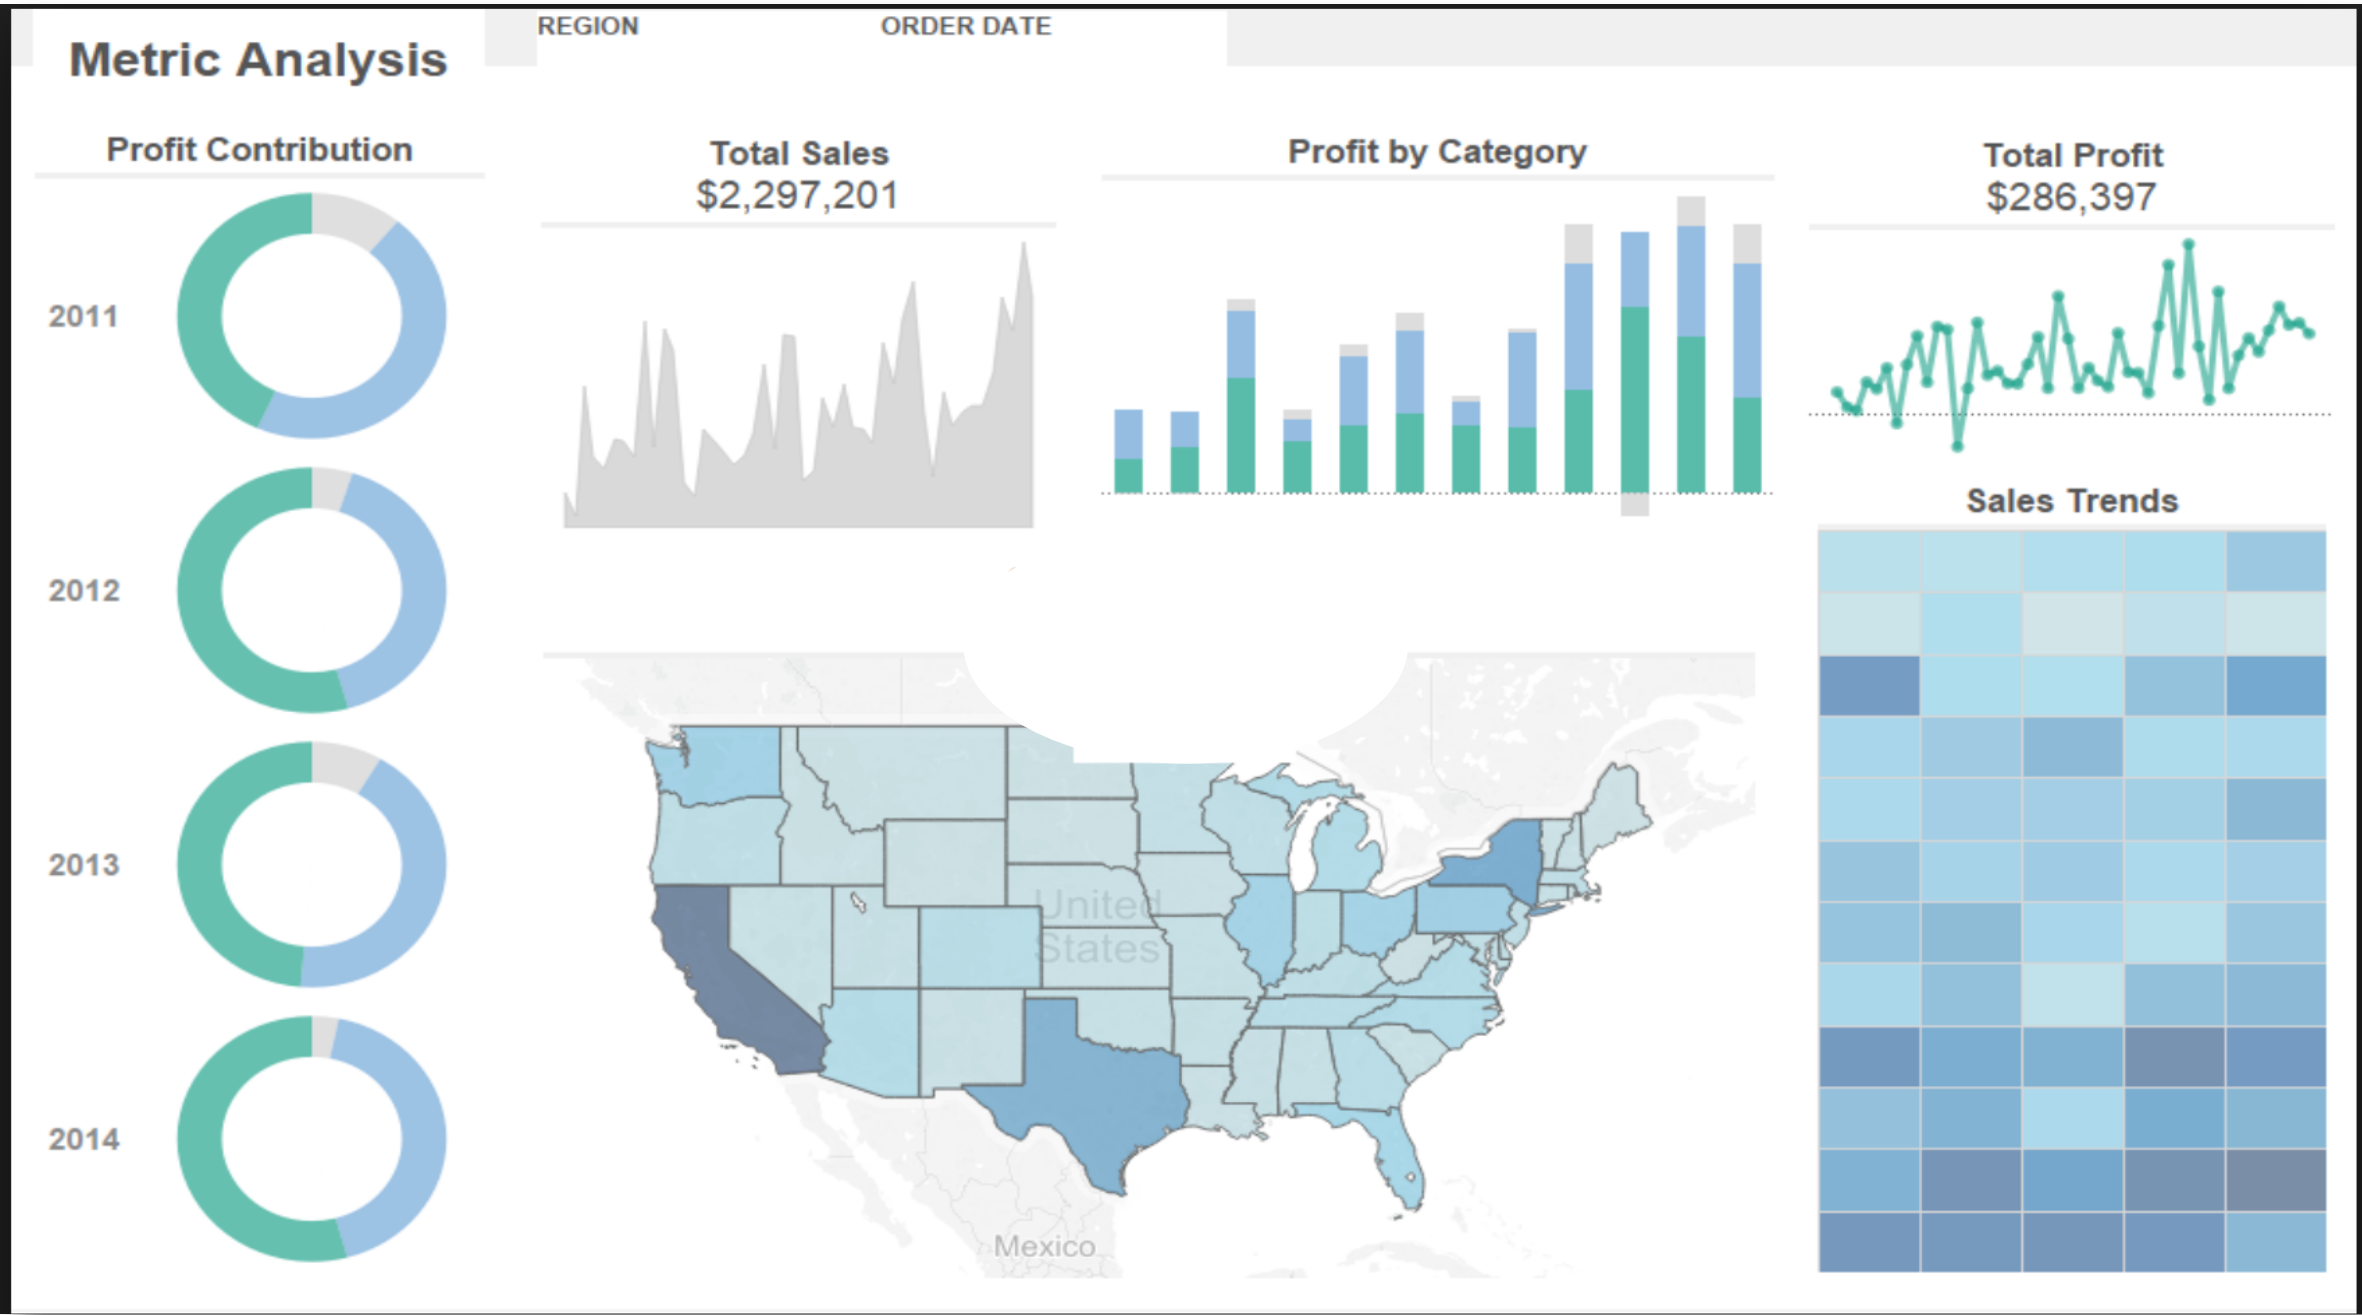 REGION
ORDER DATE
Metric Analysis
Profit Contribution
2011
2012
2013
2014
Total Sales
$2,297,201
Profit by Category
Total Profit
$286,397
Sales Trends
United
States
Mexico